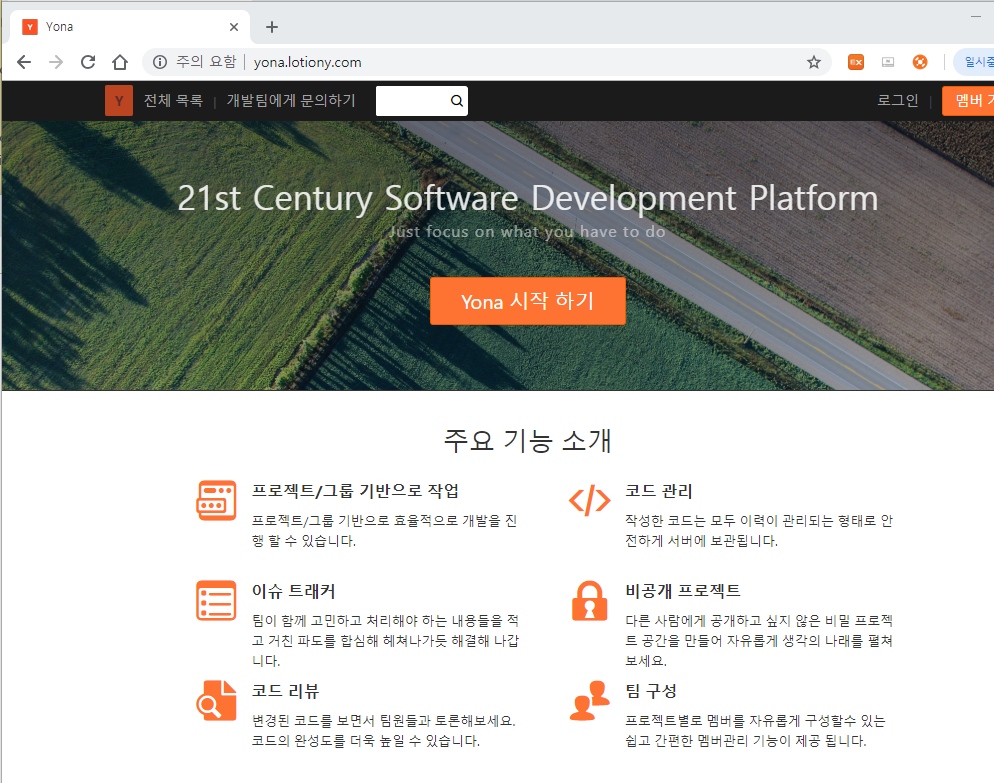 Yona
주의 요함 yona.lotiony.com 일시중
Y 전체 목록 | 개발팀에게 문의하기 로그인 | 멤버 가
21st Century Software Development Platform
Just focus on what you have to do
Yona 시작 하기
주요 기능 소개
프로젝트/그룹 기반으로 작업
프로젝트/그룹 기반으로 효율적으로 개발을 진
행 할 수 있습니다.
코드 관리
작성한 코드는 모두 이력이 관리되는 형태로 안
전하게 서버에 보관됩니다.
이슈 트래커
팀이 함께 고민하고 처리해야 하는 내용들을 적
고 거친 파도를 합심해 헤쳐나가듯 해결해 나갑
니다.
비공개 프로젝트
다른 사람에게 공개하고 싶지 않은 비밀 프로젝
트 공간을 만들어 자유롭게 생각의 나래를 펼쳐
보세요.
코드 리뷰
변경된 코드를 보면서 팀원들과 토론해보세요.
코드의 완성도를 더욱 높일 수 있습니다.
팀 구성
프로젝트별로 멤버를 자유롭게 구성할수 있는
쉽고 간편한 멤버관리 기능이 제공 됩니다.